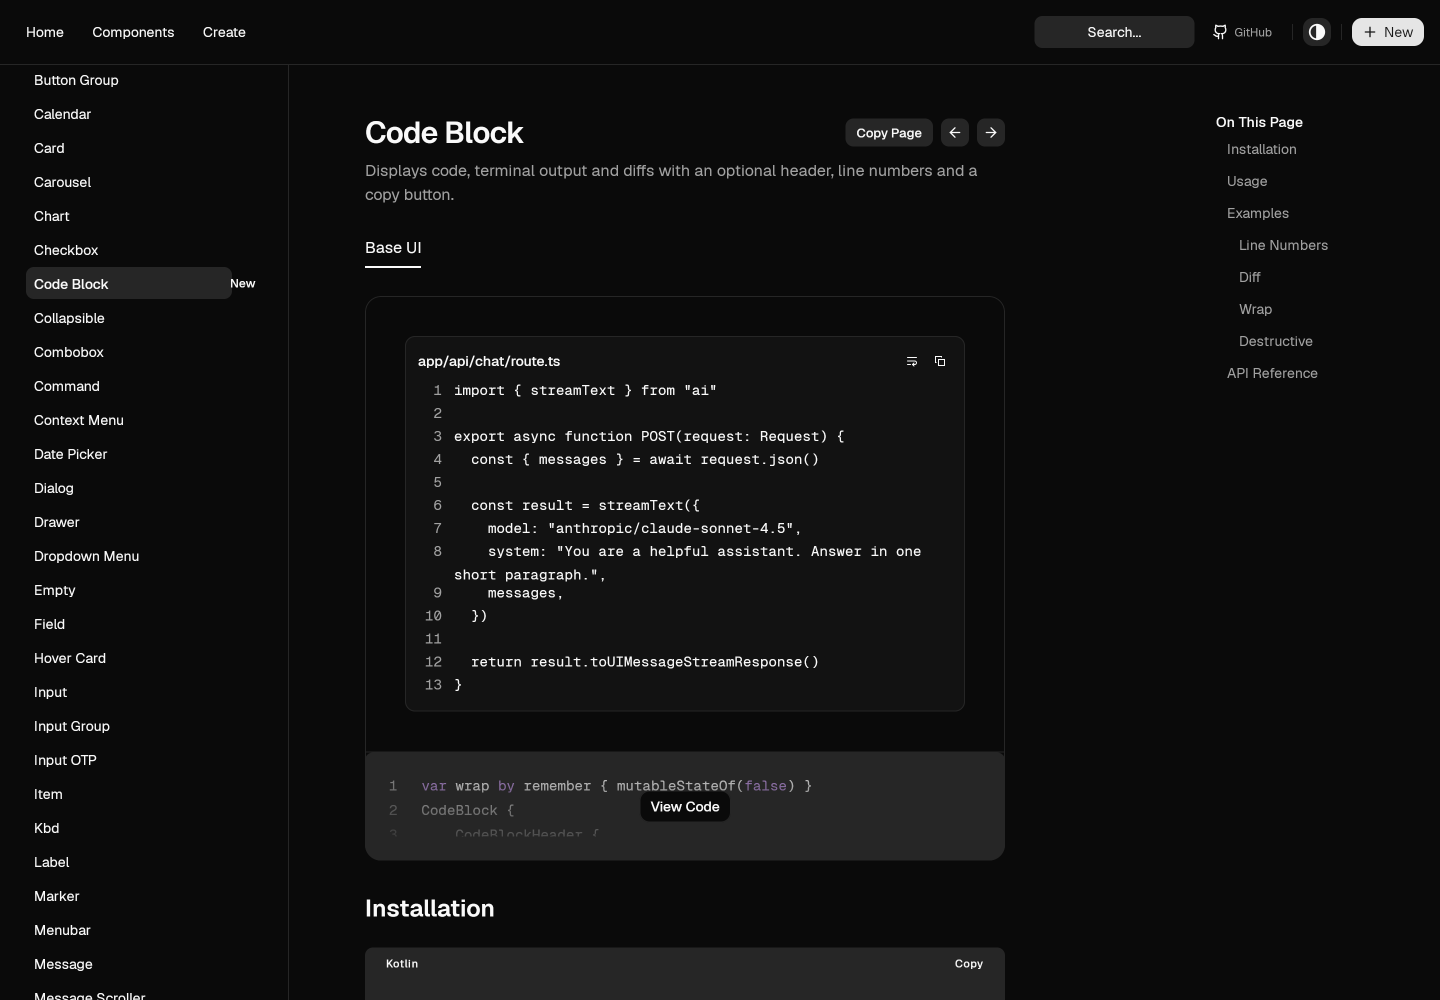 Home
Components
Create
Search...
GitHub
New
Button Group
Calendar
Card
Carousel
Chart
Checkbox
Code Block
New
Collapsible
Combobox
Command
Context Menu
Date Picker
Dialog
Drawer
Dropdown Menu
Empty
Field
Hover Card
Input
Input Group
Input OTP
Item
Kbd
Label
Marker
Menubar
Message
Message Scroller
Code Block
Copy Page
Displays code, terminal output and diffs with an optional header, line numbers and a
copy button.
Base UI
app/api/chat/route.ts
1 import { streamText } from "ai"
2
3 export async function POST(request: Request) {
4   const { messages } = await request.json()
5
6   const result = streamText({
7     model: "anthropic/claude-sonnet-4.5",
8     system: "You are a helpful assistant. Answer in one
short paragraph.",
9     messages,
10   })
11
12   return result.toUIMessageStreamResponse()
13 }
1 var wrap by remember { mutableStateOf(false) }
2 CodeBlock {
3     CodeBlockHeader {
View Code
Installation
Kotlin
Copy
On This Page
Installation
Usage
Examples
Line Numbers
Diff
Wrap
Destructive
API Reference